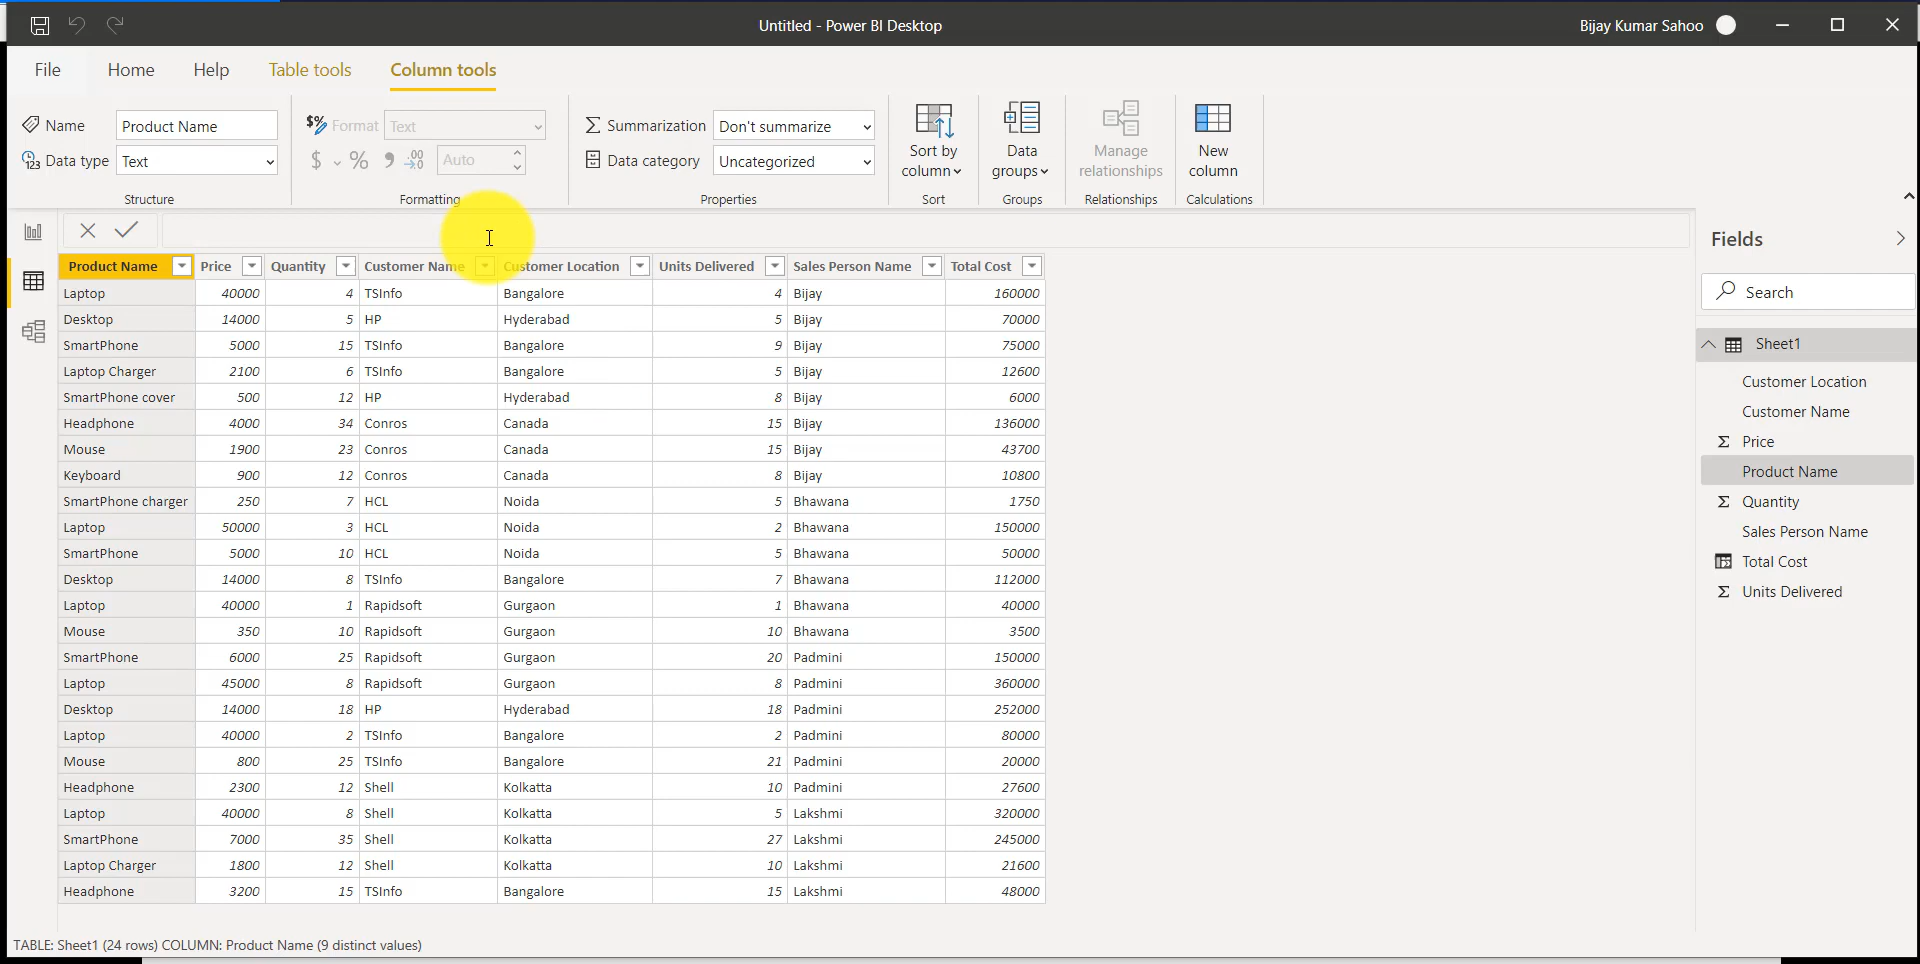 Untitled - Power BI Desktop
Bijay Kumar Sahoo
File Home Help Table tools Column tools
Name Product Name
Data type Text
Structure
Format Text
$ % 9 .00 Auto
Formatting
Summarization Don't summarize
Data category Uncategorized
Properties
Sort by column
Sort
Data groups
Groups
Manage relationships
Relationships
New column
Calculations
Product Name Price Quantity Customer Name Customer Location Units Delivered Sales Person Name Total Cost
Laptop 40000 4 TSInfo Bangalore 4 Bijay 160000
Desktop 14000 5 HP Hyderabad 5 Bijay 70000
SmartPhone 5000 15 TSInfo Bangalore 9 Bijay 75000
Laptop Charger 2100 6 TSInfo Bangalore 5 Bijay 12600
SmartPhone cover 500 12 HP Hyderabad 8 Bijay 6000
Headphone 4000 34 Conros Canada 15 Bijay 136000
Mouse 1900 23 Conros Canada 15 Bijay 43700
Keyboard 900 12 Conros Canada 8 Bijay 10800
SmartPhone charger 250 7 HCL Noida 5 Bhawana 1750
Laptop 50000 3 HCL Noida 2 Bhawana 150000
SmartPhone 5000 10 HCL Noida 5 Bhawana 50000
Desktop 14000 8 TSInfo Bangalore 7 Bhawana 112000
Laptop 40000 1 Rapidsoft Gurgaon 1 Bhawana 40000
Mouse 350 10 Rapidsoft Gurgaon 10 Bhawana 3500
SmartPhone 6000 25 Rapidsoft Gurgaon 20 Padmini 150000
Laptop 45000 8 Rapidsoft Gurgaon 8 Padmini 360000
Desktop 14000 18 HP Hyderabad 18 Padmini 252000
Laptop 40000 2 TSInfo Bangalore 2 Padmini 80000
Mouse 800 25 TSInfo Bangalore 21 Padmini 20000
Headphone 2300 12 Shell Kolkatta 10 Padmini 27600
Laptop 40000 8 Shell Kolkatta 5 Lakshmi 320000
SmartPhone 7000 35 Shell Kolkatta 27 Lakshmi 245000
Laptop Charger 1800 12 Shell Kolkatta 10 Lakshmi 21600
Headphone 3200 15 TSInfo Bangalore 15 Lakshmi 48000
Fields
Search
Sheet1
Customer Location
Customer Name
Σ Price
Product Name
Σ Quantity
Sales Person Name
Total Cost
Σ Units Delivered
TABLE: Sheet1 (24 rows) COLUMN: Product Name (9 distinct values)